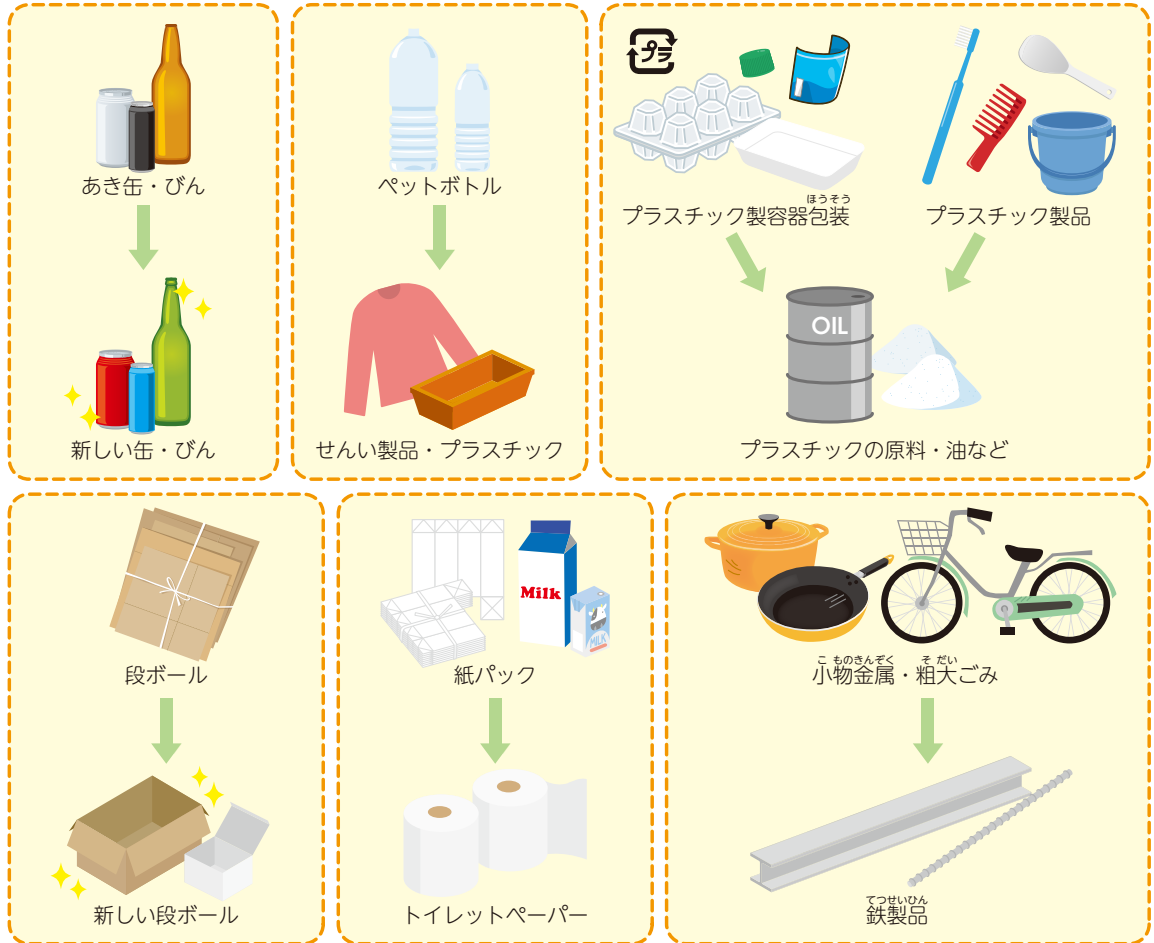 あき缶・びん
新しい缶・びん
ペットボトル
せんい製品・プラスチック
プラ
ほうそう
プラスチック製容器包装
プラスチック製品
OIL
プラスチックの原料・油など
段ボール
新しい段ボール
Milk
MILK
紙パック
トイレットペーパー
こものきんぞく そだい
小物金属・粗大ごみ
てつせいひん
鉄製品